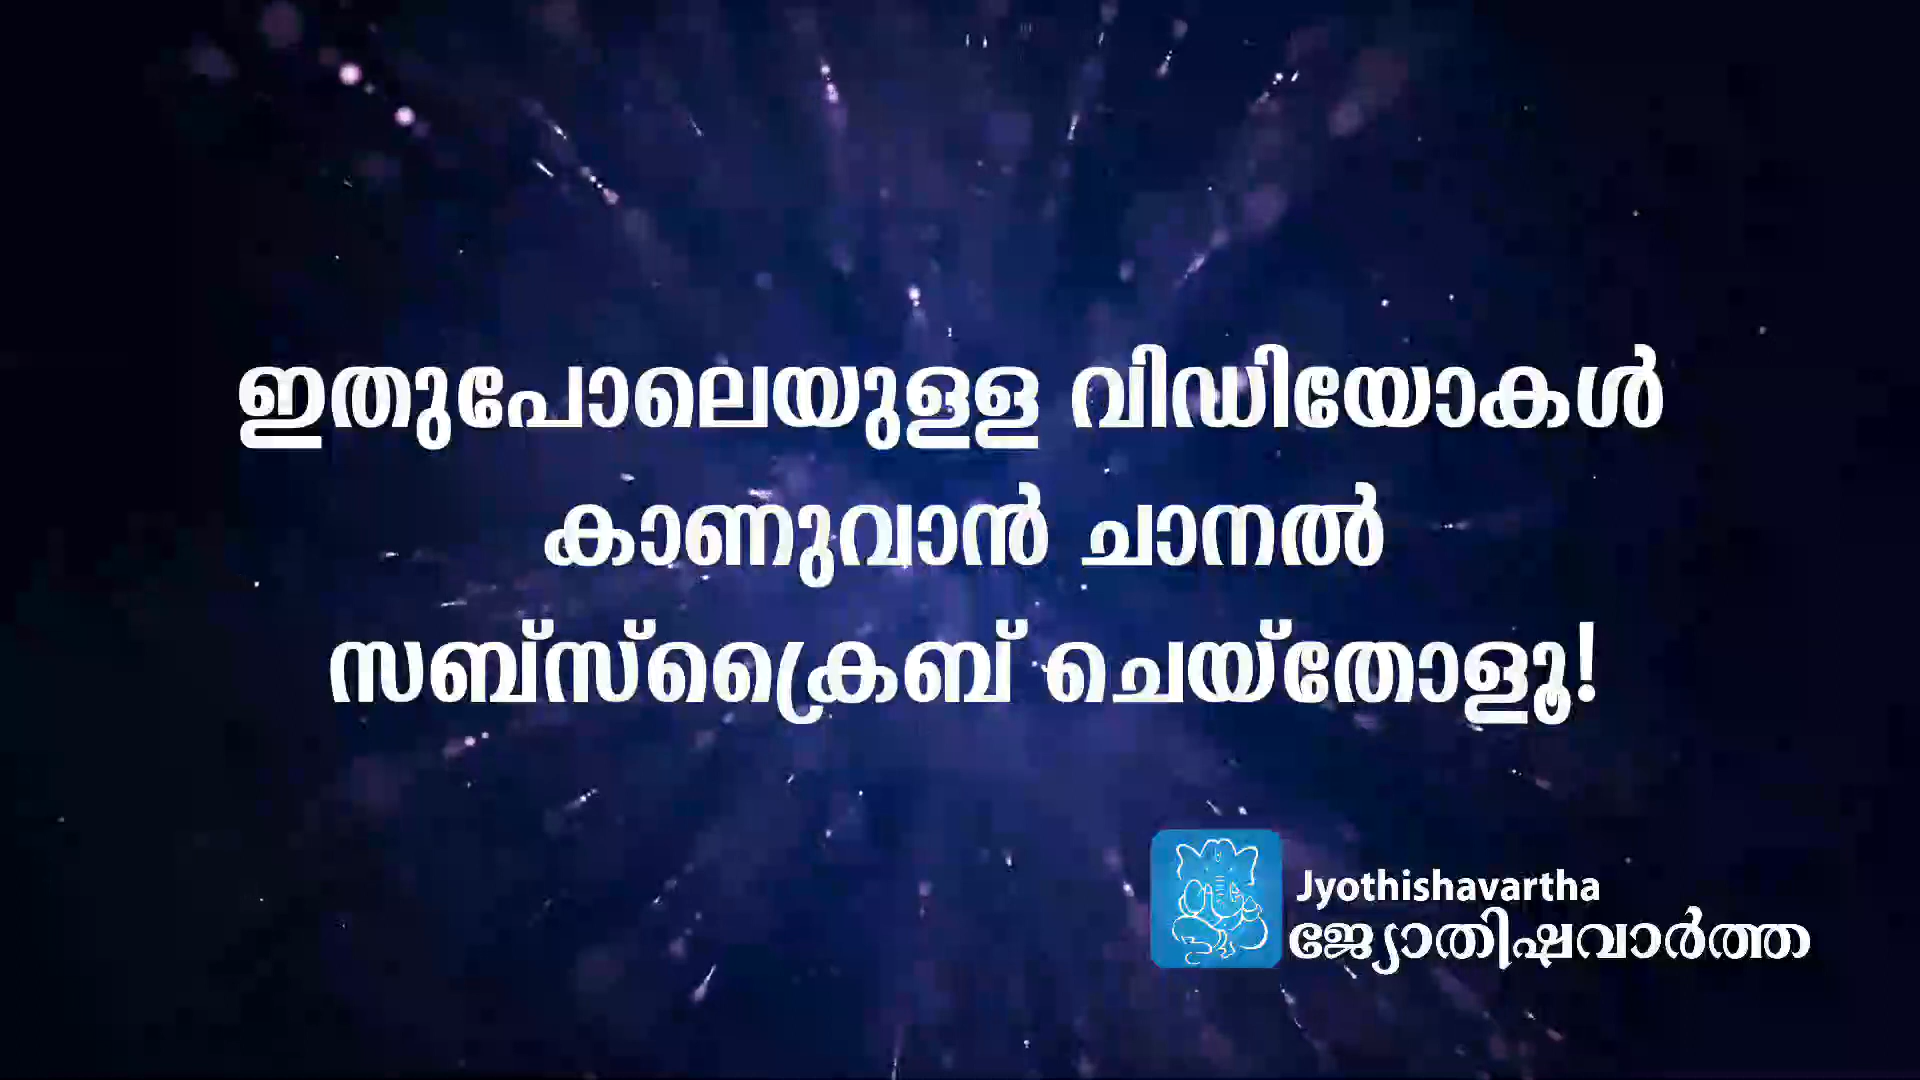 ഇതുപോലെയുള്ള വിഡിയോകൾ
കാണുവാൻ ചാനൽ
സബ്സ്ക്രൈബ് ചെയ്തോളൂ!
Jyothishavartha
ജ്യോതിഷവാർത്ത